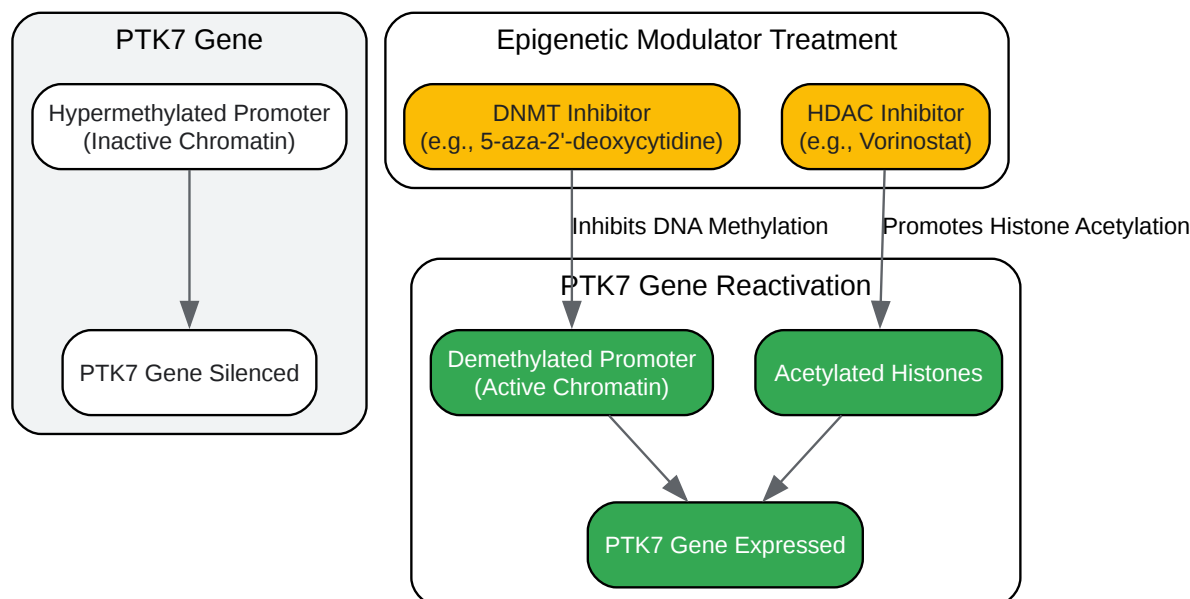 PTK7 Gene
Hypermethylated Promoter
(Inactive Chromatin)
PTK7 Gene Silenced
Epigenetic Modulator Treatment
DNMT Inhibitor
(e.g., 5-aza-2'-deoxycytidine)
HDAC Inhibitor
(e.g., Vorinostat)
Inhibits DNA Methylation
Promotes Histone Acetylation
PTK7 Gene Reactivation
Demethylated Promoter
(Active Chromatin)
Acetylated Histones
PTK7 Gene Expressed